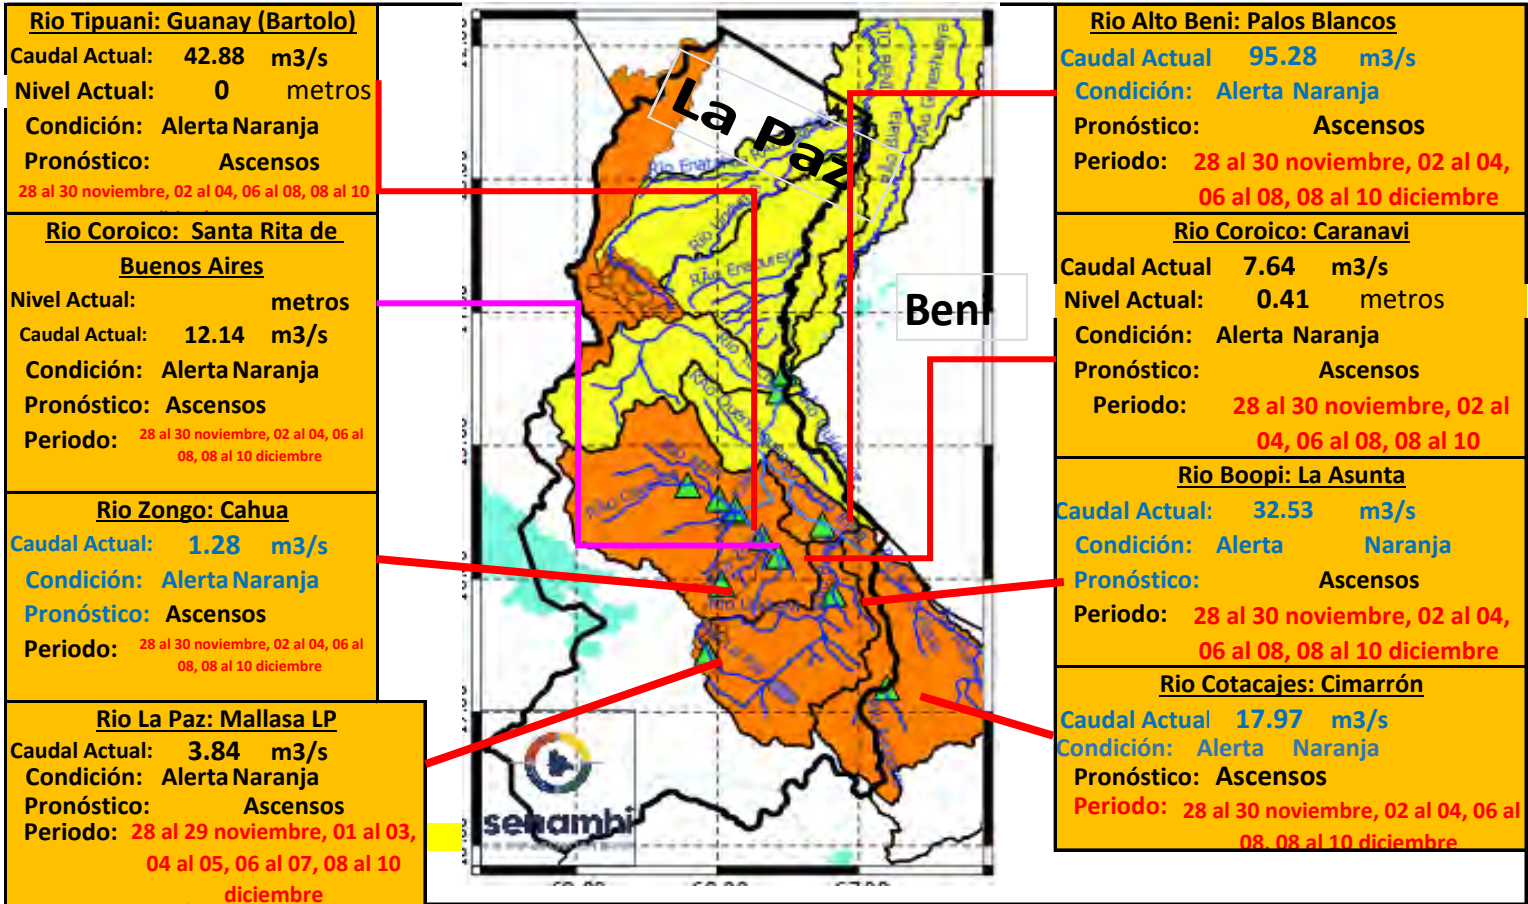 Rio Tipuani: Guanay (Bartolo)
Caudal Actual: 42.88 m3/s
Nivel Actual: 0 metros
Condición: Alerta Naranja
Pronóstico: Ascensos
28 al 30 noviembre, 02 al 04, 06 al 08, 08 al 10
Rio Coroico: Santa Rita de
Buenos Aires
Nivel Actual: metros
Caudal Actual: 12.14 m3/s
Condición: Alerta Naranja
Pronóstico: Ascensos
Periodo: 28 al 30 noviembre, 02 al 04, 06 al
08, 08 al 10 diciembre
Rio Zongo: Cahua
Caudal Actual: 1.28 m3/s
Condición: Alerta Naranja
Pronóstico: Ascensos
Periodo: 28 al 30 noviembre, 02 al 04, 06 al
08, 08 al 10 diciembre
Rio La Paz: Mallasa LP
Caudal Actual: 3.84 m3/s
Condición: Alerta Naranja
Pronóstico: Ascensos
Periodo: 28 al 29 noviembre, 01 al 03,
04 al 05, 06 al 07, 08 al 10
diciembre
La Paz
Beni
senamhi
Rio Alto Beni: Palos Blancos
Caudal Actual 95.28 m3/s
Condición: Alerta Naranja
Pronóstico: Ascensos
Periodo: 28 al 30 noviembre, 02 al 04,
06 al 08, 08 al 10 diciembre
Rio Coroico: Caranavi
Caudal Actual 7.64 m3/s
Nivel Actual: 0.41 metros
Condición: Alerta Naranja
Pronóstico: Ascensos
Periodo: 28 al 30 noviembre, 02 al
04, 06 al 08, 08 al 10
Rio Boopi: La Asunta
Caudal Actual: 32.53 m3/s
Condición: Alerta Naranja
Pronóstico: Ascensos
Periodo: 28 al 30 noviembre, 02 al 04,
06 al 08, 08 al 10 diciembre
Rio Cotacajes: Cimarrón
Caudal Actual 17.97 m3/s
Condición: Alerta Naranja
Pronóstico: Ascensos
Periodo: 28 al 30 noviembre, 02 al 04, 06 al
08, 08 al 10 diciembre